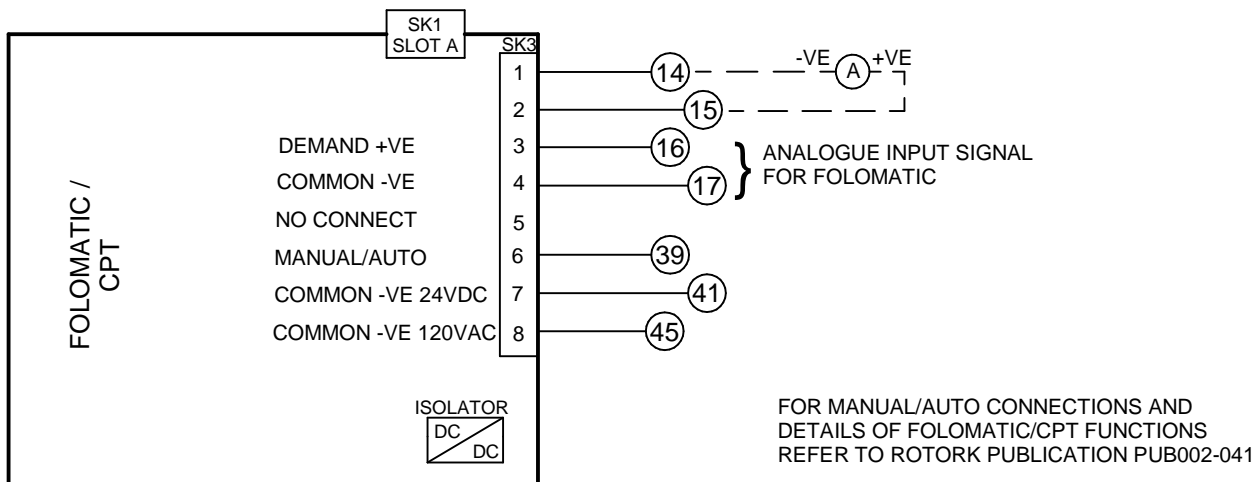 SK1
SLOT A
SK3
1 14 -VE A +VE
2 15
DEMAND +VE 3 16
COMMON -VE 4 17
} ANALOGUE INPUT SIGNAL
FOR FOLOMATIC
NO CONNECT 5
MANUAL/AUTO 6 39
COMMON -VE 24VDC 7 41
COMMON -VE 120VAC 8 45
FOLOMATIC /
CPT
ISOLATOR
DC
DC
FOR MANUAL/AUTO CONNECTIONS AND
DETAILS OF FOLOMATIC/CPT FUNCTIONS
REFER TO ROTORK PUBLICATION PUB002-041